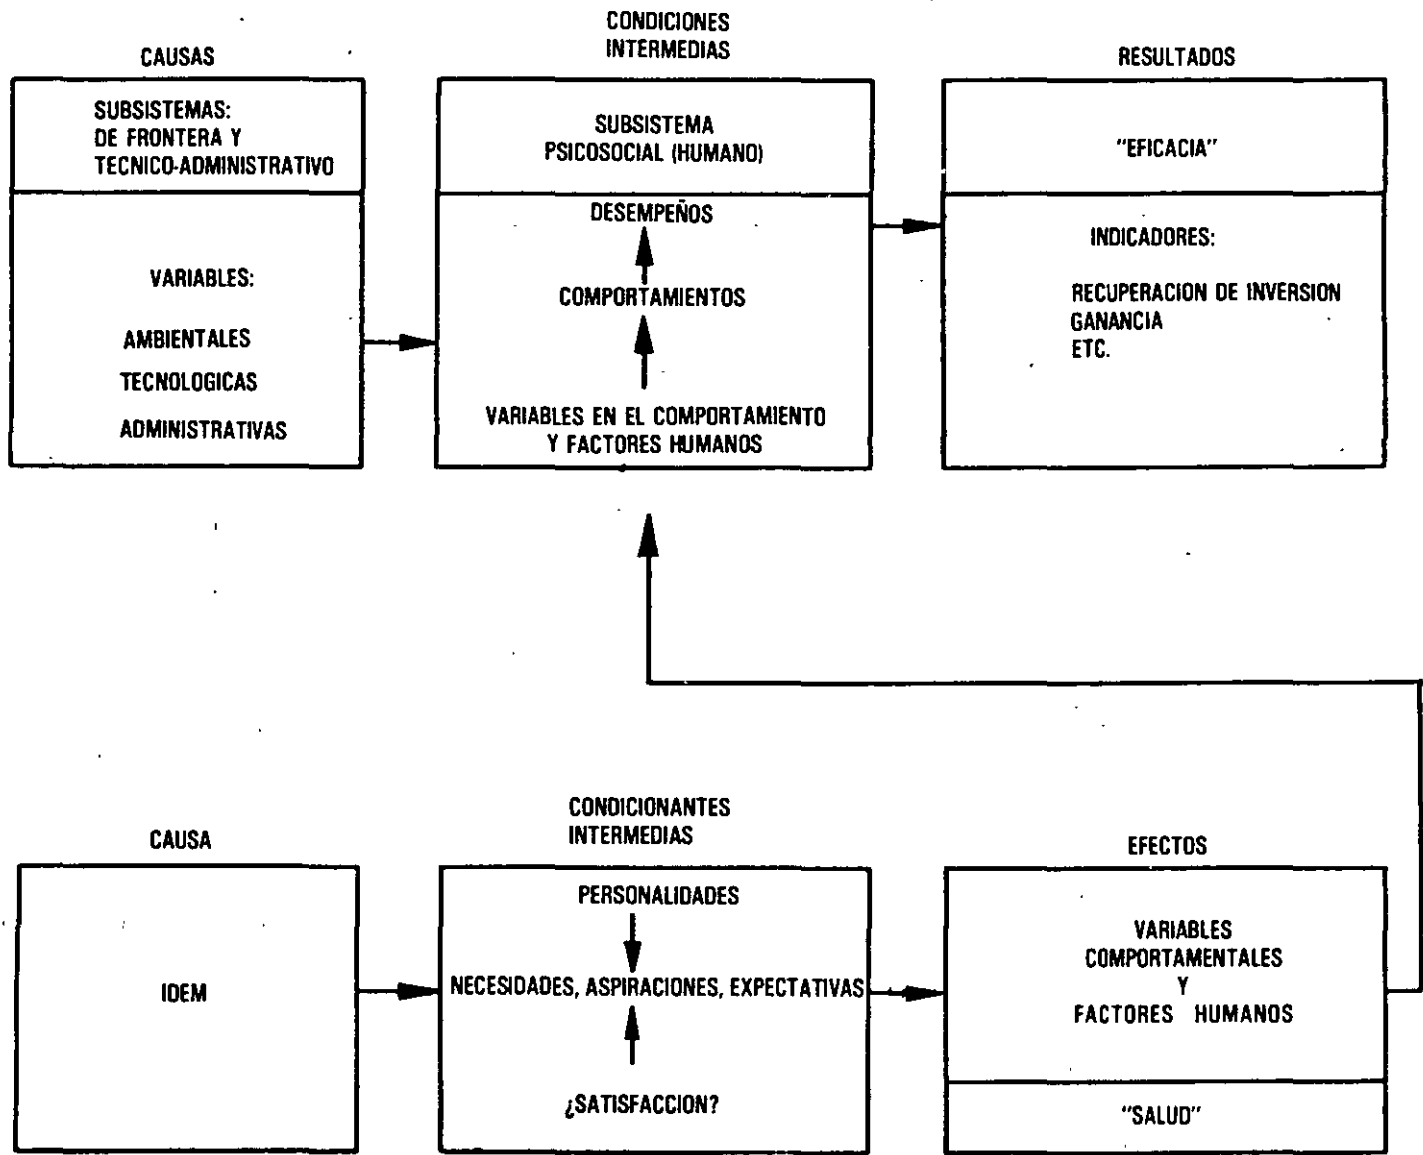 CAUSAS
SUBSISTEMAS:
DE FRONTERA Y
TECNICO-ADMINISTRATIVO
VARIABLES:
AMBIENTALES
TECNOLOGICAS
ADMINISTRATIVAS
CONDICIONES
INTERMEDIAS
SUBSISTEMA
PSICOSOCIAL (HUMANO)
DESEMPEÑOS
COMPORTAMIENTOS
VARIABLES EN EL COMPORTAMIENTO
Y FACTORES HUMANOS
RESULTADOS
"EFICACIA"
INDICADORES:
RECUPERACION DE INVERSION
GANANCIA
ETC.
CAUSA
IDEM
CONDICIONANTES
INTERMEDIAS
PERSONALIDADES
NECESIDADES, ASPIRACIONES, EXPECTATIVAS
¿SATISFACCION?
EFECTOS
VARIABLES
COMPORTAMENTALES
Y
FACTORES HUMANOS
"SALUD"